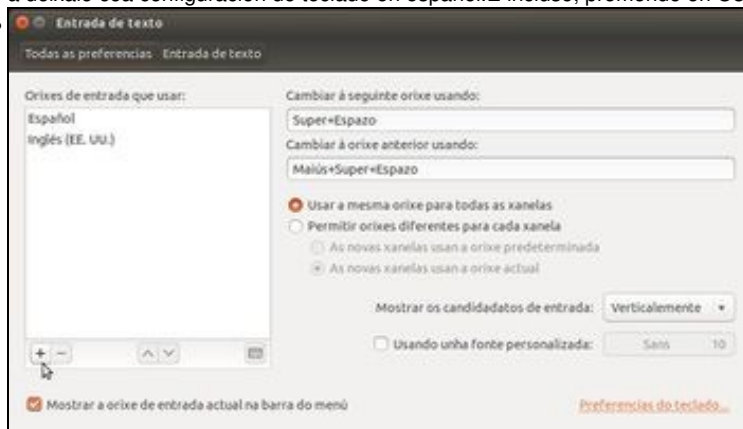 Entrada de texto
Todas as preferencias Entrada de texto
Orixes de entrada que usar:
Español
Inglés (EE. UU.)
Cambiar á seguinte orixe usando:
Super+Espazo
Cambiar á orixe anterior usando:
Maiús+Super+Espazo
Usar a mesma orixe para todas as xanelas
Permitir orixes diferentes para cada xanela
As novas xanelas usan a orixe predeterminada
As novas xanelas usan a orixe actual
Mostrar os candidadatos de entrada: Verticalemente
Usando unha fonte personalizada: Sans 10
Mostrar a orixe de entrada actual na barra do menú
Preferencias do teclado...